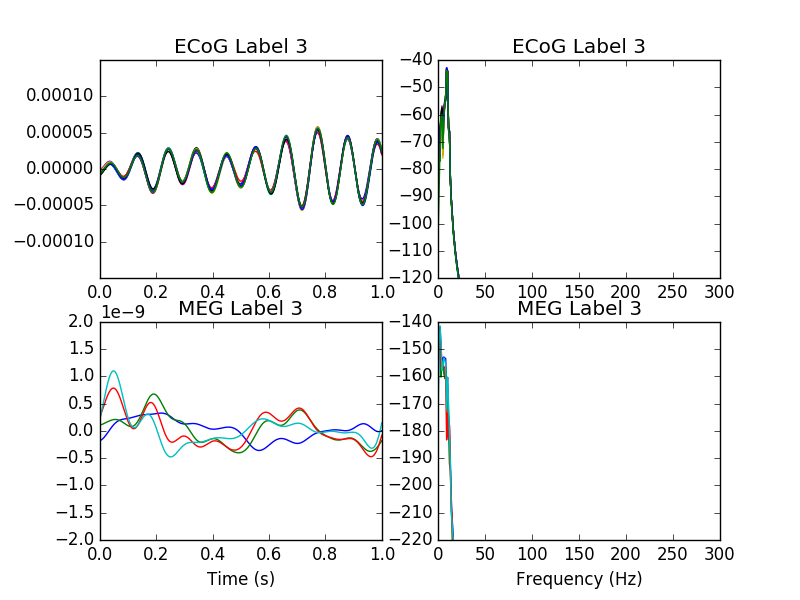 ECoG Label 3
0.00010
0.00005
0.00000
−0.00005
−0.00010
0.0 0.2 0.4 0.6 0.8 1.0
ECoG Label 3
−40
−50
−60
−70
−80
−90
−100
−110
−120
0 50 100 150 200 250 300
1e−9
MEG Label 3
2.0
1.5
1.0
0.5
0.0
−0.5
−1.0
−1.5
−2.0
0.0 0.2 0.4 0.6 0.8 1.0
Time (s)
MEG Label 3
−140
−150
−160
−170
−180
−190
−200
−210
−220
0 50 100 150 200 250 300
Frequency (Hz)